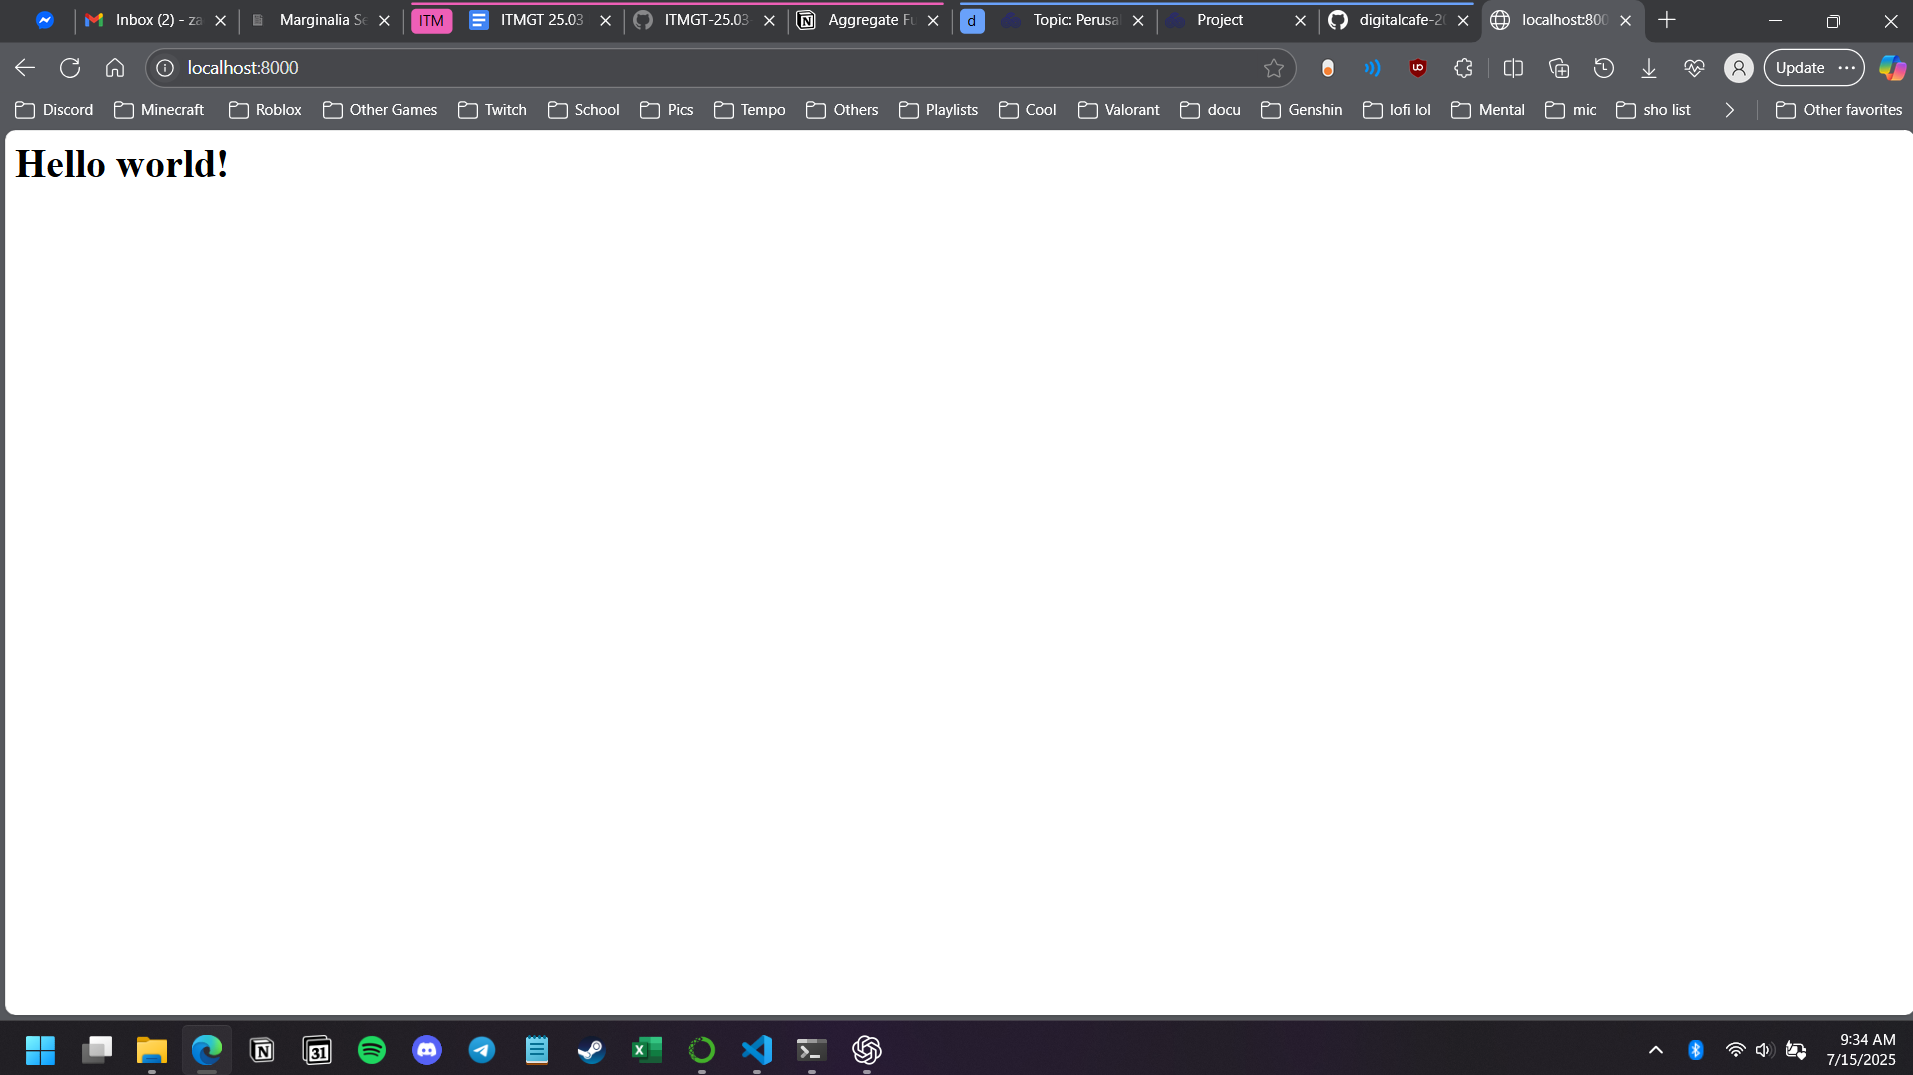 Inbox (2) - za
Marginalia Se
ITM
ITMGT 25.03
ITMGT-25.03
Aggregate Fu
d
Topic: Perusal
Project
digitalcafe-20
localhost:800
localhost:8000
Update
Discord
Minecraft
Roblox
Other Games
Twitch
School
Pics
Tempo
Others
Playlists
Cool
Valorant
docu
Genshin
lofi lol
Mental
mic
sho list
Other favorites
Hello world!
31
9:34 AM
7/15/2025